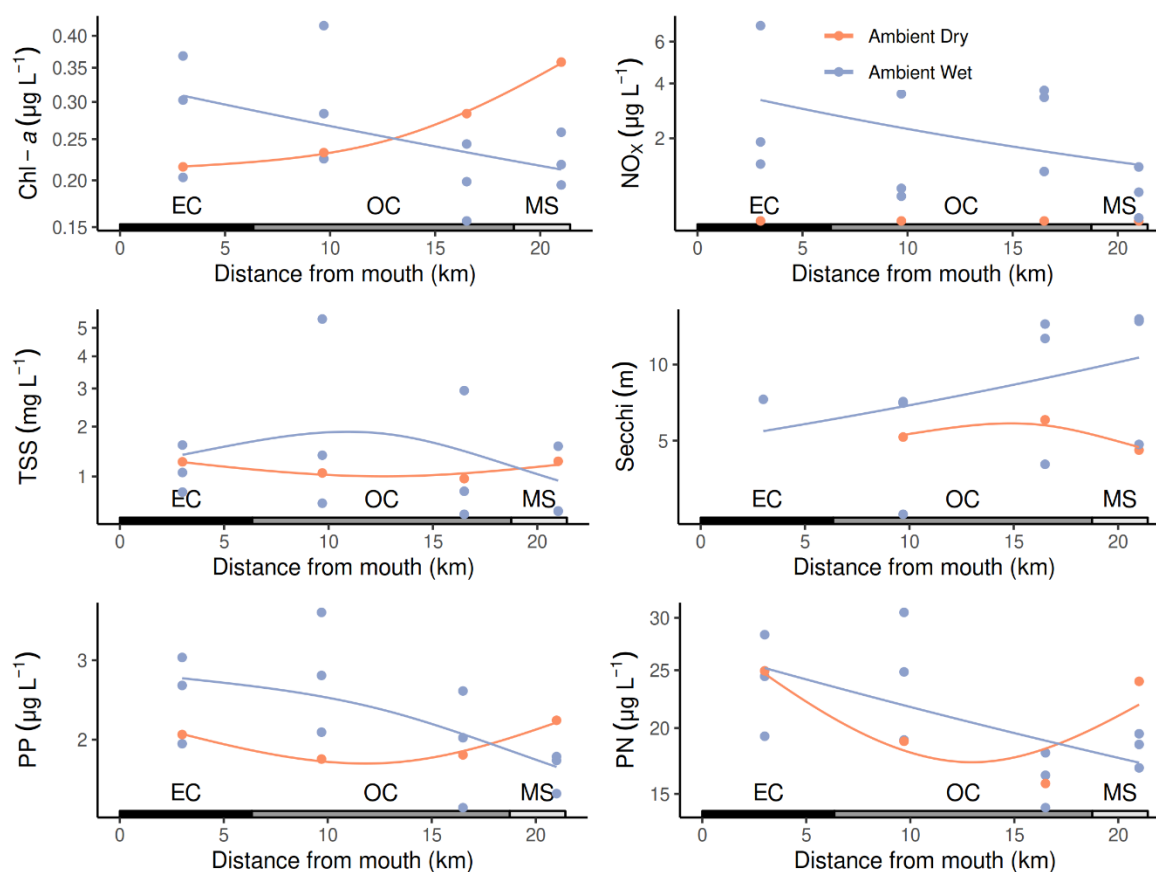 Chl− a (µg L⁻¹)
0.40
0.35
0.30
0.25
0.20
0.15
EC OC MS
0 5 10 15 20
Distance from mouth (km)
NOₓ (µg L⁻¹)
6
4
2
Ambient Dry
Ambient Wet
EC OC MS
0 5 10 15 20
Distance from mouth (km)
TSS (mg L⁻¹)
5
4
3
2
1
EC OC MS
0 5 10 15 20
Distance from mouth (km)
Secchi (m)
10
5
EC OC MS
0 5 10 15 20
Distance from mouth (km)
PP (µg L⁻¹)
3
2
EC OC MS
0 5 10 15 20
Distance from mouth (km)
PN (µg L⁻¹)
30
25
20
15
EC OC MS
0 5 10 15 20
Distance from mouth (km)